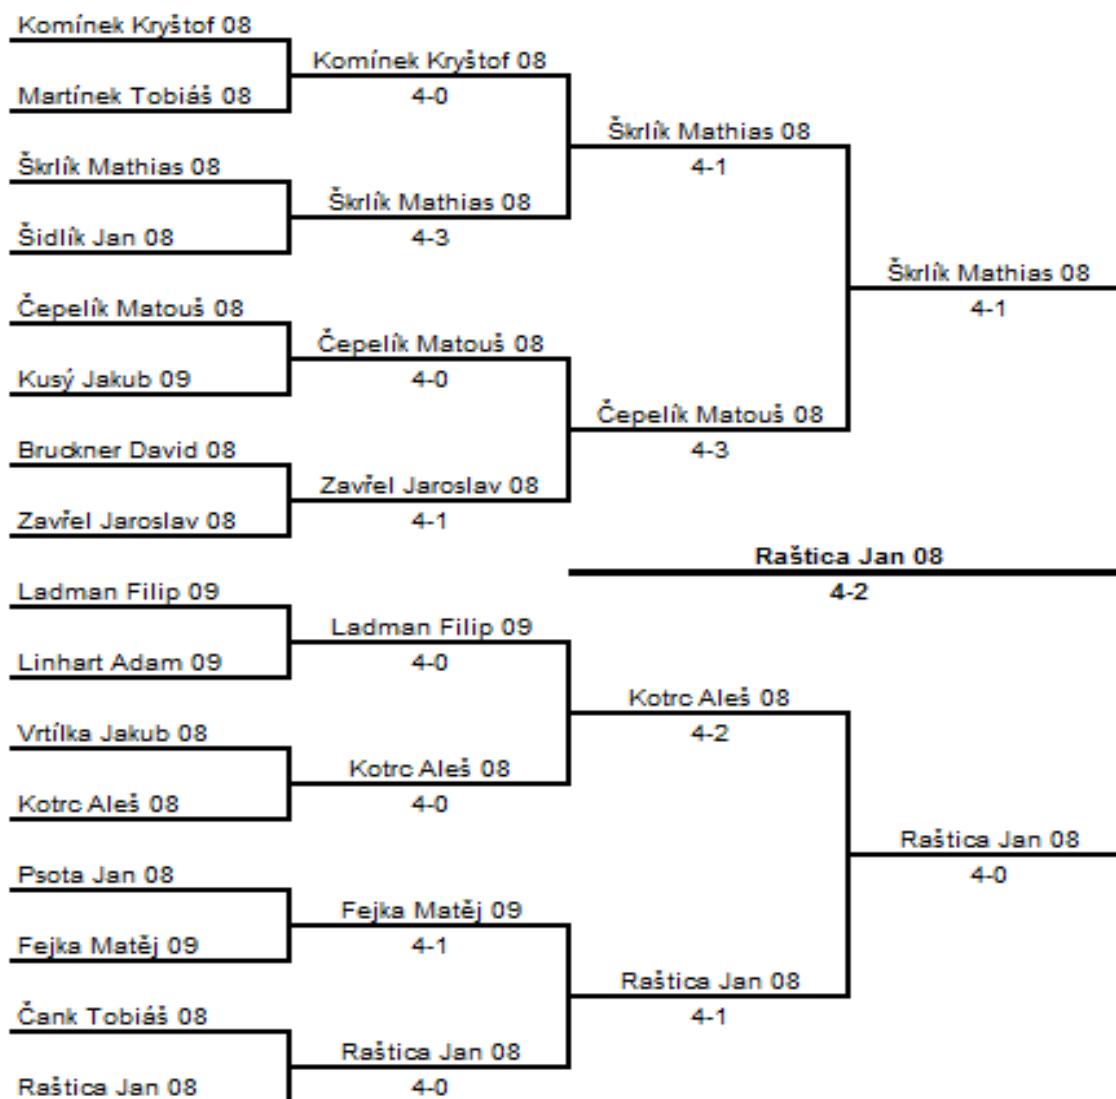 Komínek Kryštof 08
Komínek Kryštof 08
Martínek Tobiáš 08
4-0
Škrlík Mathias 08
Škrlík Mathias 08
4-1
Škrlík Mathias 08
Šidlík Jan 08
4-3
Škrlík Mathias 08
4-1
Čepelík Matouš 08
Čepelík Matouš 08
Kusý Jakub 09
4-0
Čepelík Matouš 08
4-3
Bruckner David 08
Zavřel Jaroslav 08
Zavřel Jaroslav 08
4-1
Raštica Jan 08
4-2
Ladman Filip 09
Ladman Filip 09
Linhart Adam 09
4-0
Kotrc Aleš 08
4-2
Vrtílka Jakub 08
Kotrc Aleš 08
Kotrc Aleš 08
4-0
Raštica Jan 08
4-0
Psota Jan 08
Fejka Matěj 09
Fejka Matěj 09
4-1
Raštica Jan 08
4-1
Čank Tobiáš 08
Raštica Jan 08
Raštica Jan 08
4-0